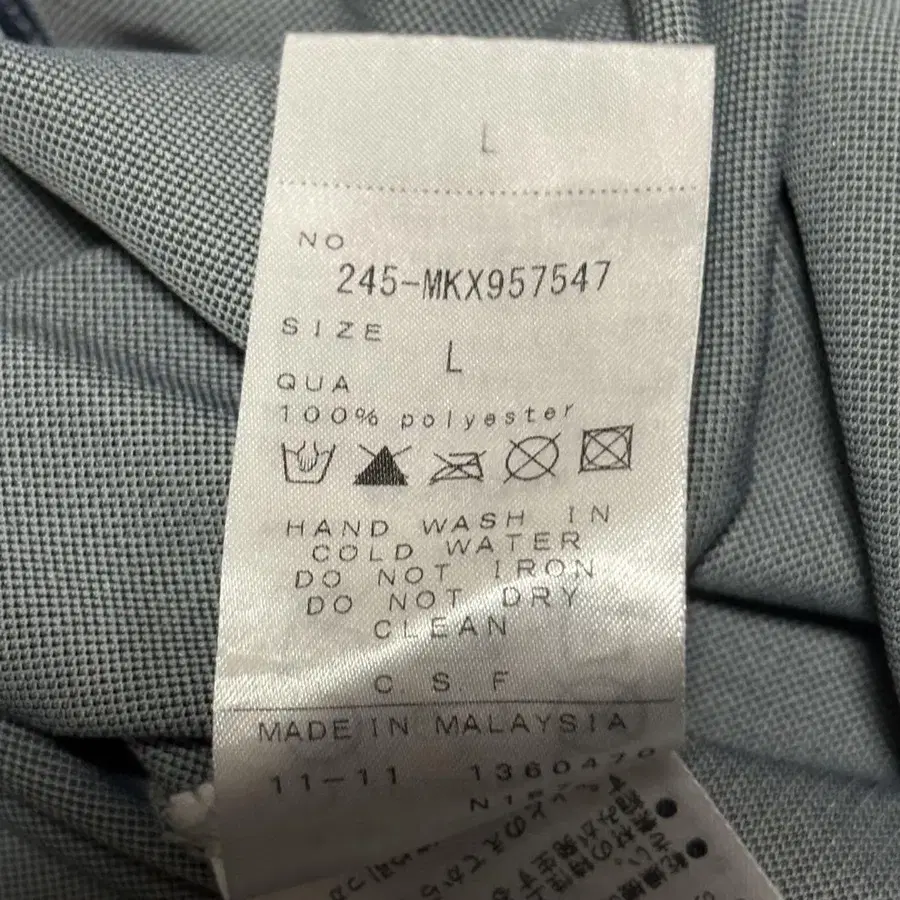 L
NO
245-MKX957547
SIZE
L
QUA
100% polyester
HAND WASH IN
COLD WATER
DO NOT IRON
DO NOT DRY
CLEAN
C S F
MADE IN MALAYSIA
11-11 1360470